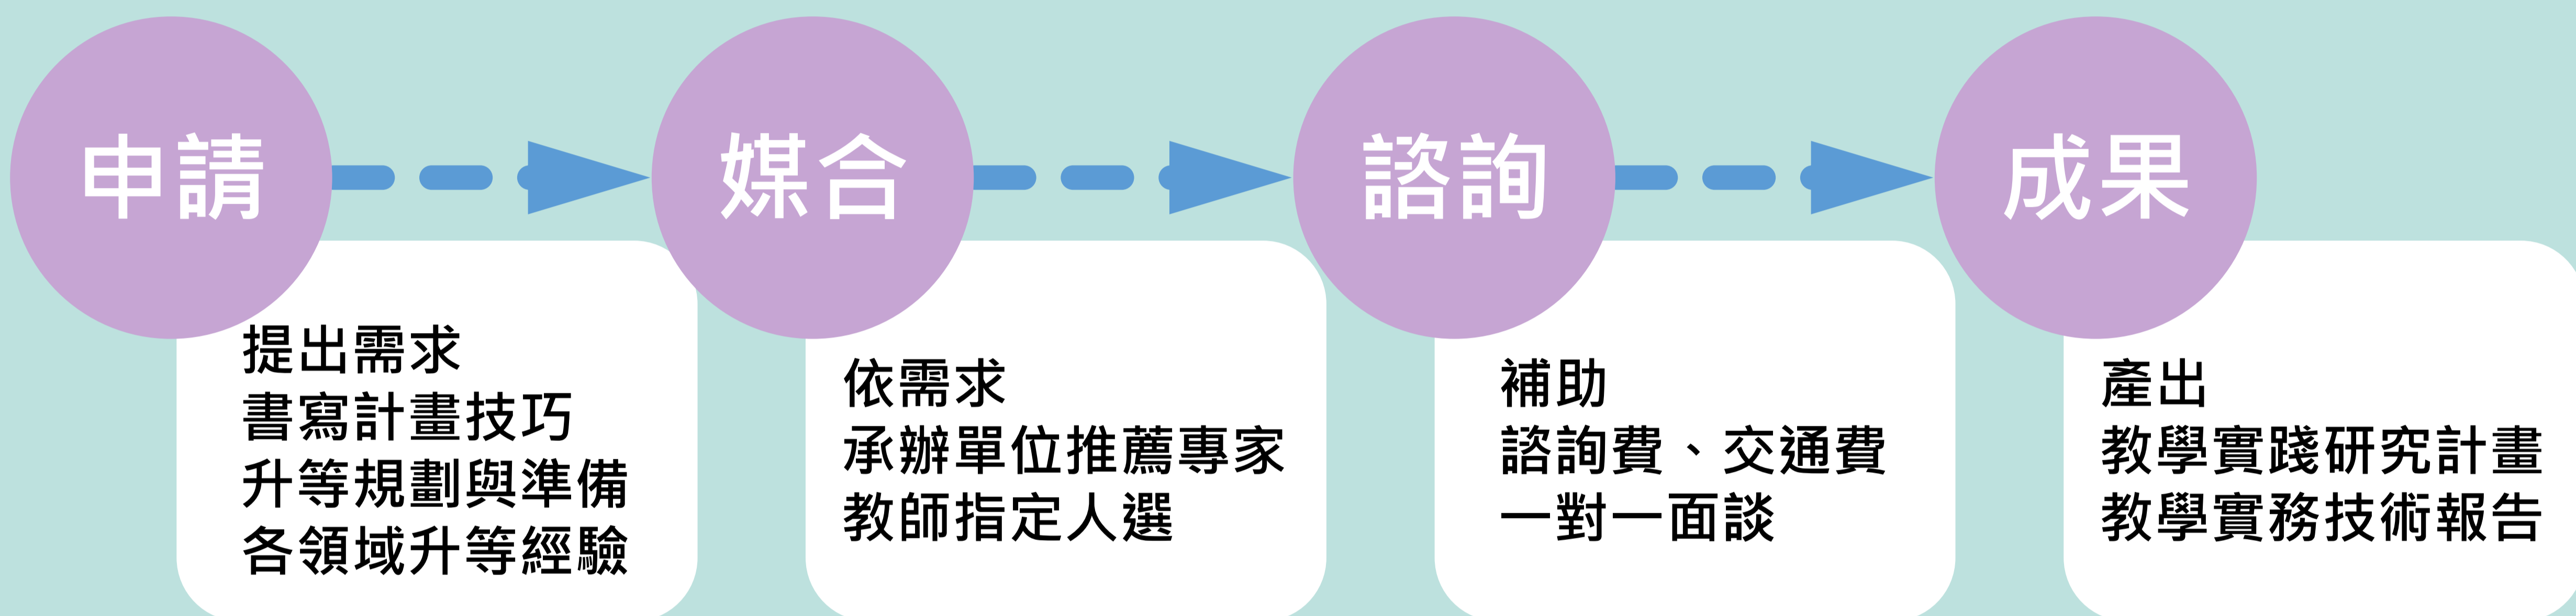 申請
提出需求
書寫計畫技巧
升等規劃與準備
各領域升等經驗
媒合
依需求
承辦單位推薦專家
教師指定人選
諮詢
補助
諮詢費、交通費
一對一面談
成果
產出
教學實踐研究計畫
教學實務技術報告